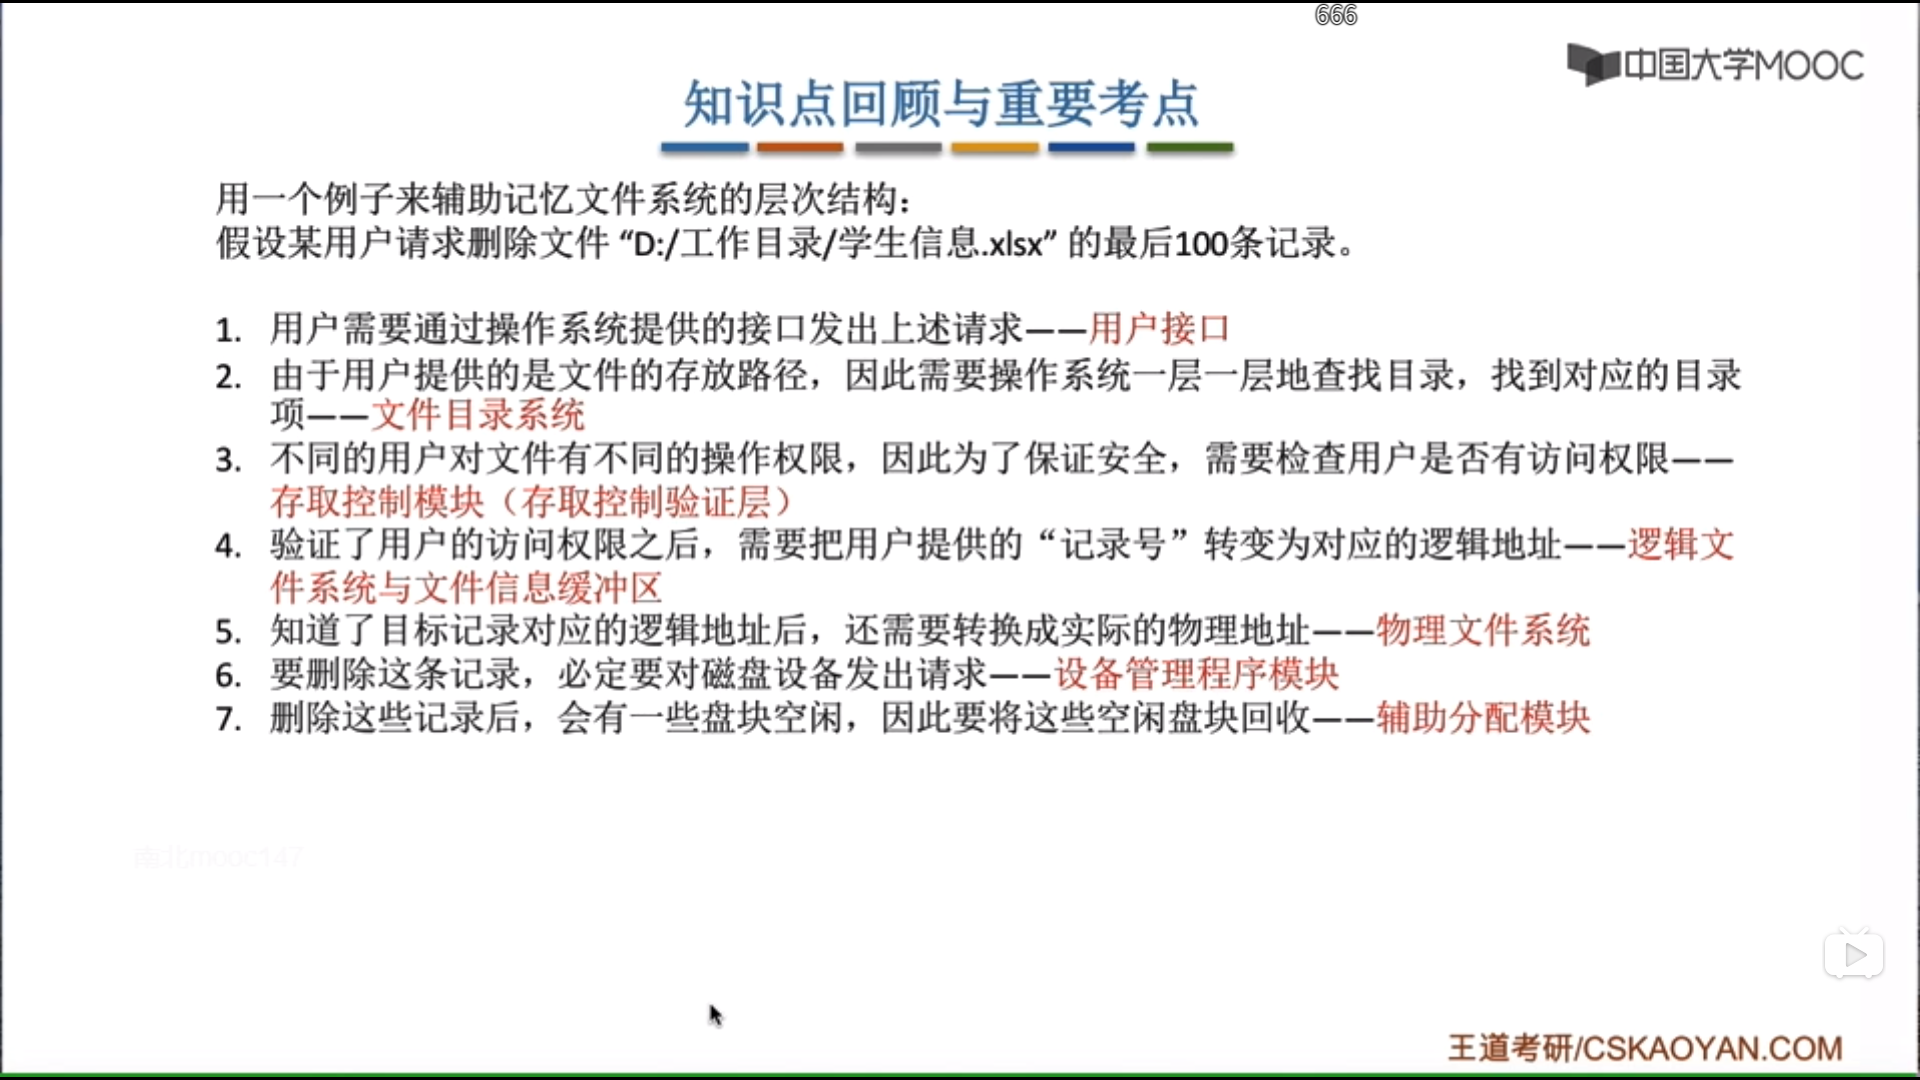 666
中国大学MOOC
知识点回顾与重要考点
用一个例子来辅助记忆文件系统的层次结构：
假设某用户请求删除文件 “D:/工作目录/学生信息.xlsx” 的最后100条记录。
1. 用户需要通过操作系统提供的接口发出上述请求——用户接口
2. 由于用户提供的是文件的存放路径，因此需要操作系统一层一层地查找目录，找到对应的目录
项——文件目录系统
3. 不同的用户对文件有不同的操作权限，因此为了保证安全，需要检查用户是否有访问权限——
存取控制模块（存取控制验证层）
4. 验证了用户的访问权限之后，需要把用户提供的“记录号”转变为对应的逻辑地址——逻辑文
件系统与文件信息缓冲区
5. 知道了目标记录对应的逻辑地址后，还需要转换成实际的物理地址——物理文件系统
6. 要删除这条记录，必定要对磁盘设备发出请求——设备管理程序模块
7. 删除这些记录后，会有一些盘块空闲，因此要将这些空闲盘块回收——辅助分配模块
南北mooc147
王道考研/CSKAOYAN.COM